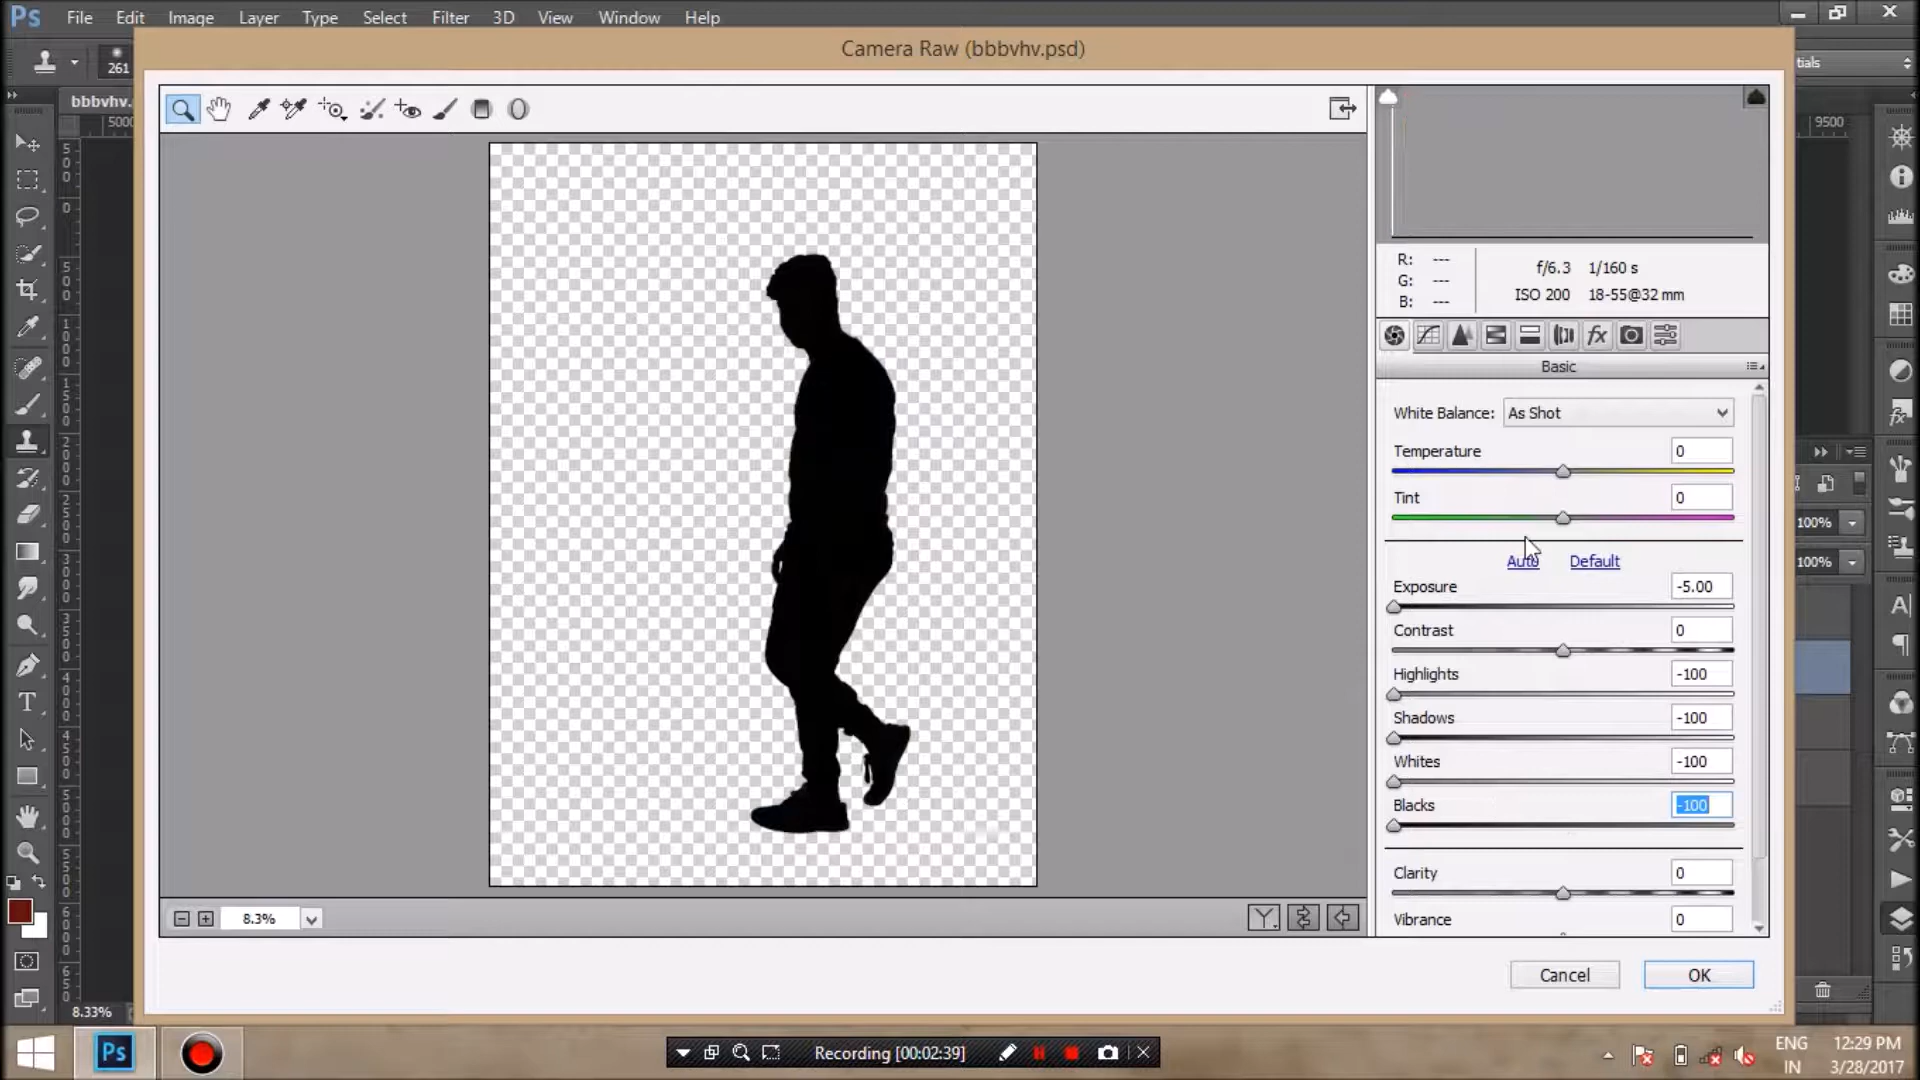 Ps File Edit Image Layer Type Select Filter 3D View Window Help
Camera Raw (bbbvhv.psd)
261
tials
bbbvhv.
5000
9500
R: ---
G: ---
B: ---
f/6.3 1/160 s
ISO 200 18-55@32 mm
fx
Basic
White Balance: As Shot
Temperature 0
Tint 0
Auto Default
Exposure -5.00
Contrast 0
Highlights -100
Shadows -100
Whites -100
Blacks -100
Clarity 0
Vibrance 0
100%
100%
8.3%
Cancel OK
8.33%
Ps
Recording [00:02:39]
ENG
IN
12:29 PM
3/28/2017